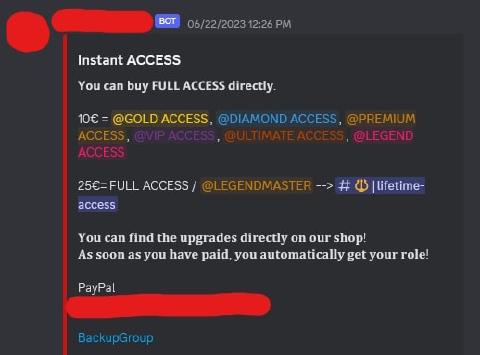 BOT 06/22/2023 12:26 PM
Instant ACCESS
You can buy FULL ACCESS directly.
10€ = @GOLD ACCESS, @DIAMOND ACCESS, @PREMIUM
ACCESS, @VIP ACCESS, @ULTIMATE ACCESS, @LEGEND
ACCESS
25€=FULL ACCESS / @LEGENDMASTER --> # 🔱 | lifetime-
access
You can find the upgrades directly on our shop!
As soon as you have paid, you automatically get your role!
PayPal
BackupGroup